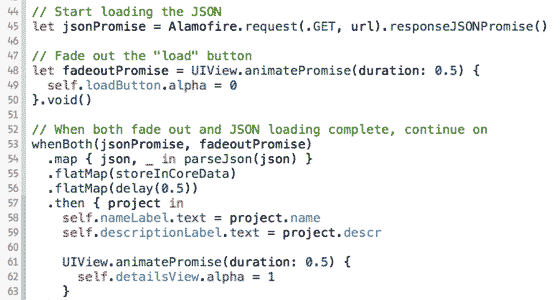 44 // Start loading the JSON
45 let jsonPromise = Alamofire.request(.GET, url).responseJSONPromise()
46
47 // Fade out the "load" button
48 let fadeoutPromise = UIView.animatePromise(duration: 0.5) {
49 self.loadButton.alpha = 0
50 }.void()
51
52 // When both fade out and JSON loading complete, continue on
53 whenBoth(jsonPromise, fadeoutPromise)
54 .map { json, _ in parseJson(json) }
55 .flatMap(storeInCoreData)
56 .flatMap(delay(0.5))
57 .then { project in
58 self.nameLabel.text = project.name
59 self.descriptionLabel.text = project.descr
60
61 UIView.animatePromise(duration: 0.5) {
62 self.detailsView.alpha = 1
63 }